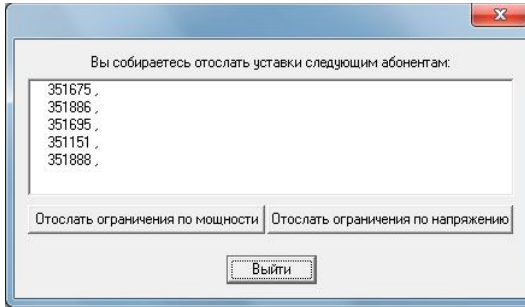 Вы собираетесь отослать уставки следующим абонентам:
351675 ,
351886 ,
351695 ,
351151 ,
351888 ,
Отослать ограничения по мощности Отослать ограничения по напряжению
Выйти